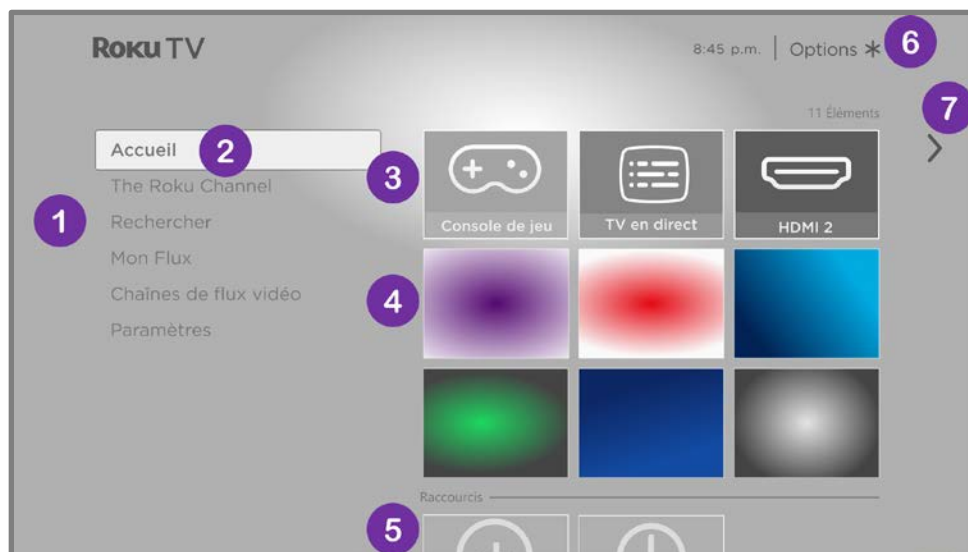 Roku TV
8:45 p.m. | Options *
6
7
11 Éléments
Accueil
2
The Roku Channel
1
Rechercher
Mon Flux
Chaînes de flux vidéo
Paramètres
3
Console de jeu
TV en direct
HDMI 2
4
Raccourcis
5